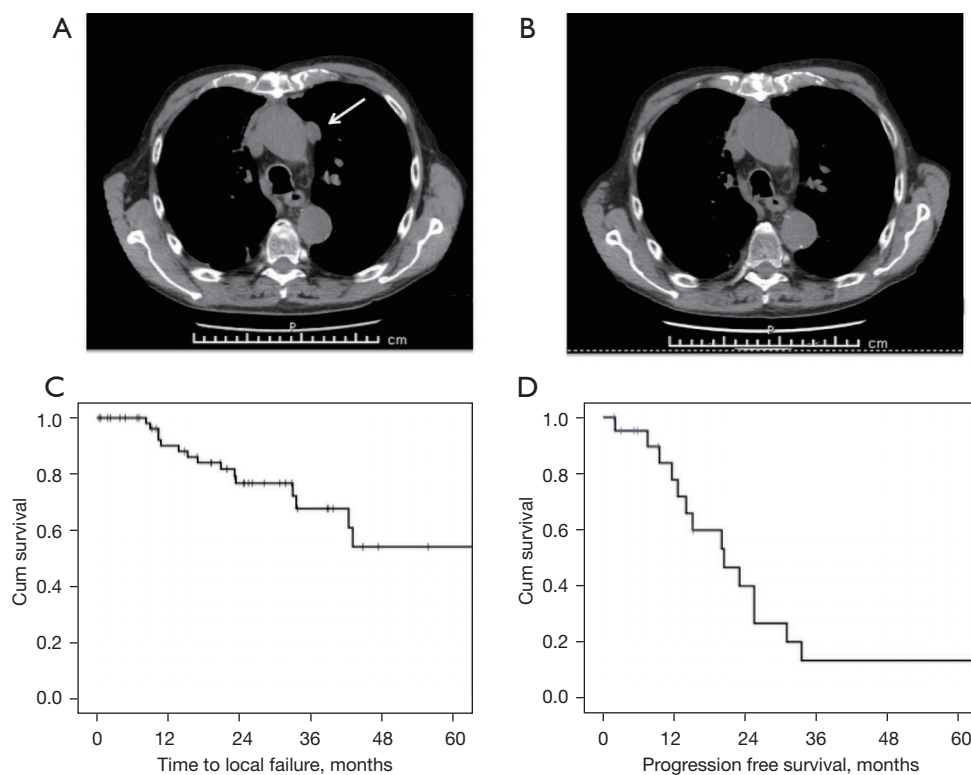 A
B
P
cm
P
cm
C
D
1.0
0.8
0.6
0.4
0.2
0.0
Cum survival
0 12 24 36 48 60
Time to local failure, months
1.0
0.8
0.6
0.4
0.2
0.0
Cum survival
0 12 24 36 48 60
Progression free survival, months